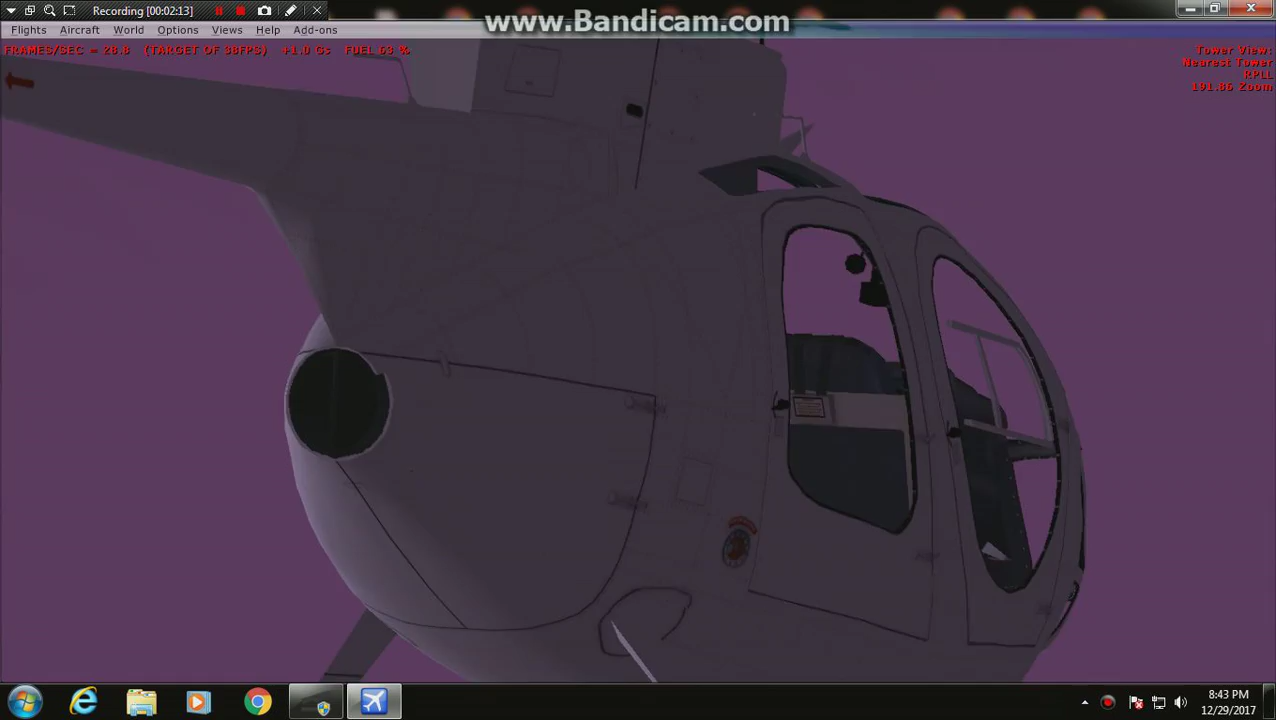 Recording [00:02:13]
www.Bandicam.com
Flights Aircraft World Options Views Help Add-ons
FRAMES/SEC = 28.8 (TARGET OF 98FPS) +1.0 Gs FUEL 63 %
Tower View:
Nearest Tower
RPLL
191.86 Zoom
8:43 PM
12/29/2017